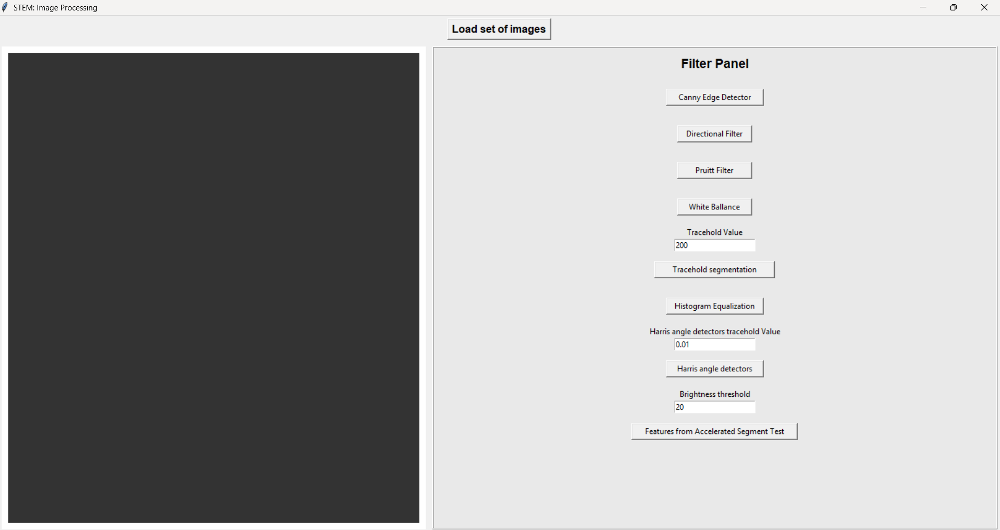 STEM: Image Processing
Load set of images
Filter Panel
Canny Edge Detector
Directional Filter
Pruitt Filter
White Ballance
Tracehold Value
200
Tracehold segmentation
Histogram Equalization
Harris angle detectors tracehold Value
0.01
Harris angle detectors
Brightness threshold
20
Features from Accelerated Segment Test